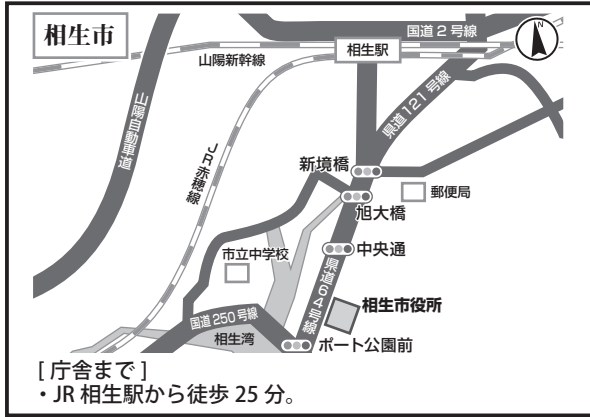 相生市
国道2号線
N
相生駅
山陽新幹線
県道121号線
山陽自動車道
JR赤穂線
新境橋
郵便局
旭大橋
市立中学校
中央通
県道64号線
相生市役所
国道250号線
相生湾
ポート公園前
[庁舎まで]
・JR 相生駅から徒歩 25 分。